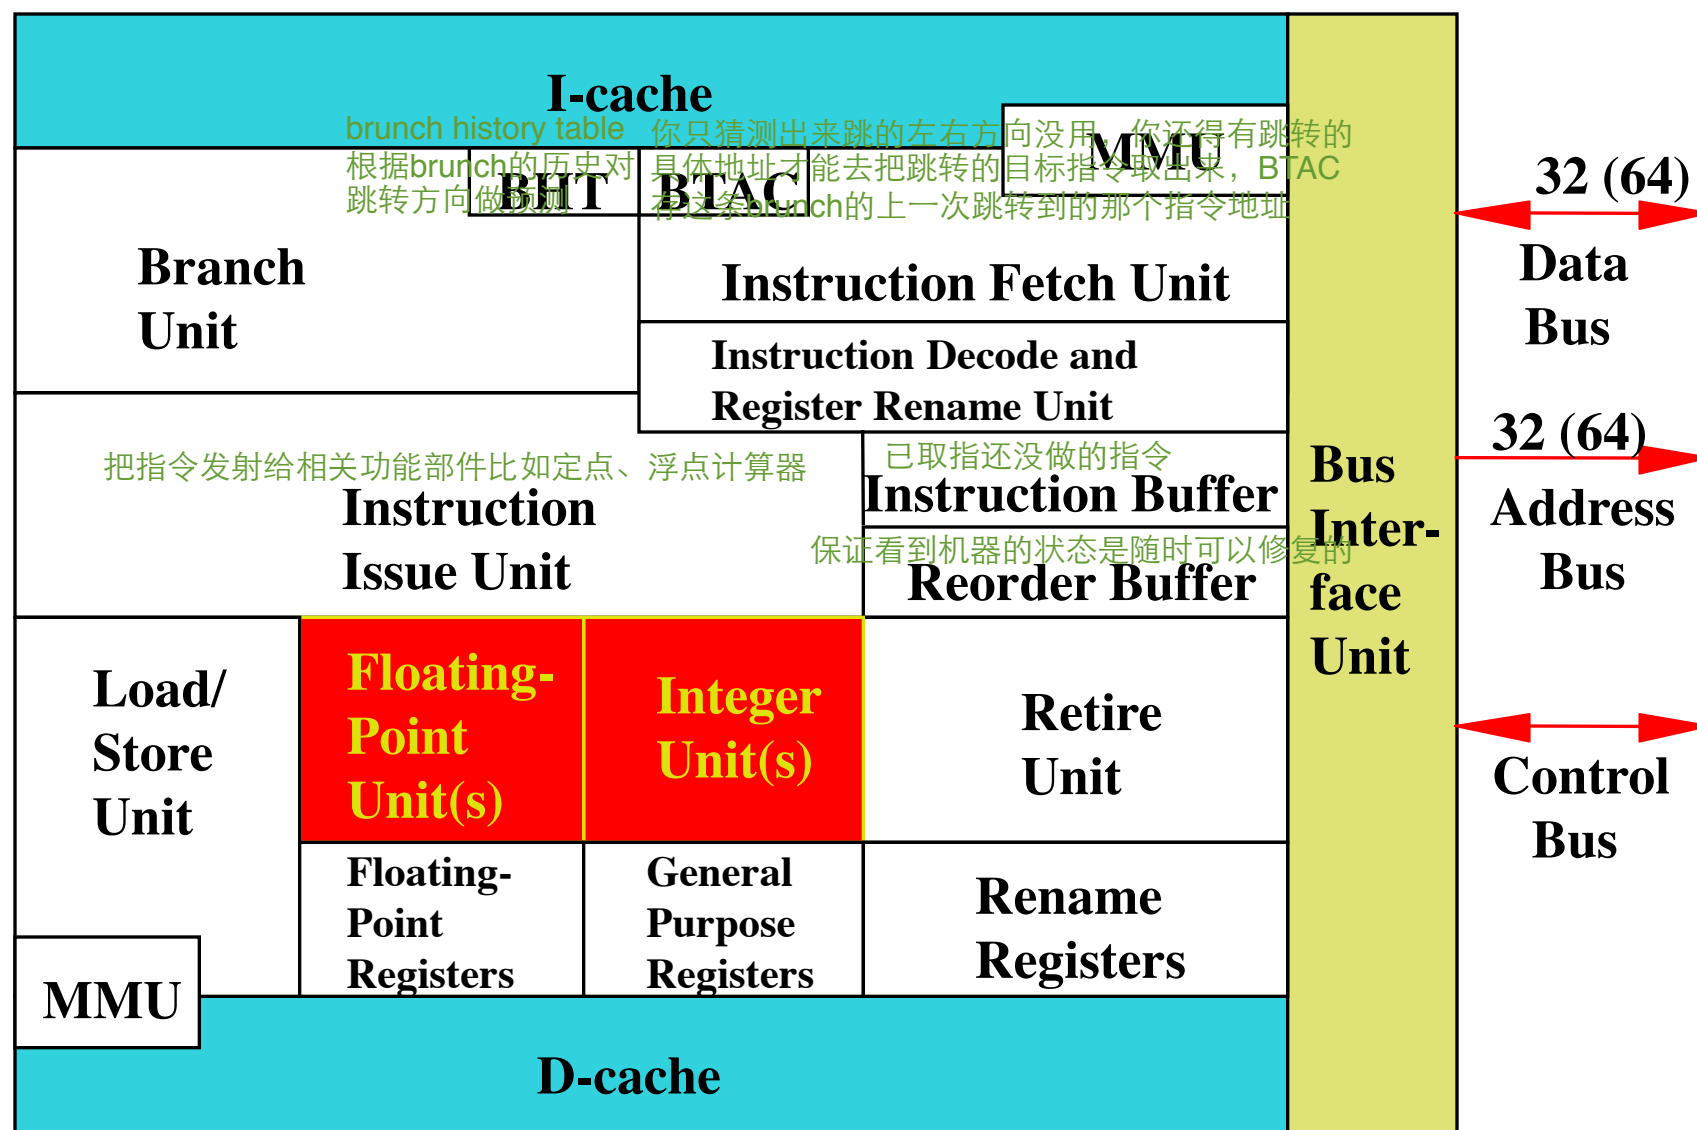 I-cache
brunch history table
根据brunch的历史对
跳转方向做预测
你只猜测出来跳的左右方向没用，你还得有跳转的
具体地址才能去把跳转的目标指令取出来，BTAC
存这条brunch的上一次跳转到的那个指令地址
MMU
BHT
BTAC
Branch
Unit
Instruction Fetch Unit
Instruction Decode and
Register Rename Unit
把指令发射给相关功能部件比如定点、浮点计算器
Instruction
Issue Unit
已取指还没做的指令
Instruction Buffer
保证看到机器的状态是随时可以修复的
Reorder Buffer
Load/
Store
Unit
Floating-
Point
Unit(s)
Integer
Unit(s)
Retire
Unit
Floating-
Point
Registers
General
Purpose
Registers
Rename
Registers
MMU
D-cache
Bus
Inter-
face
Unit
32 (64)
Data
Bus
32 (64)
Address
Bus
Control
Bus